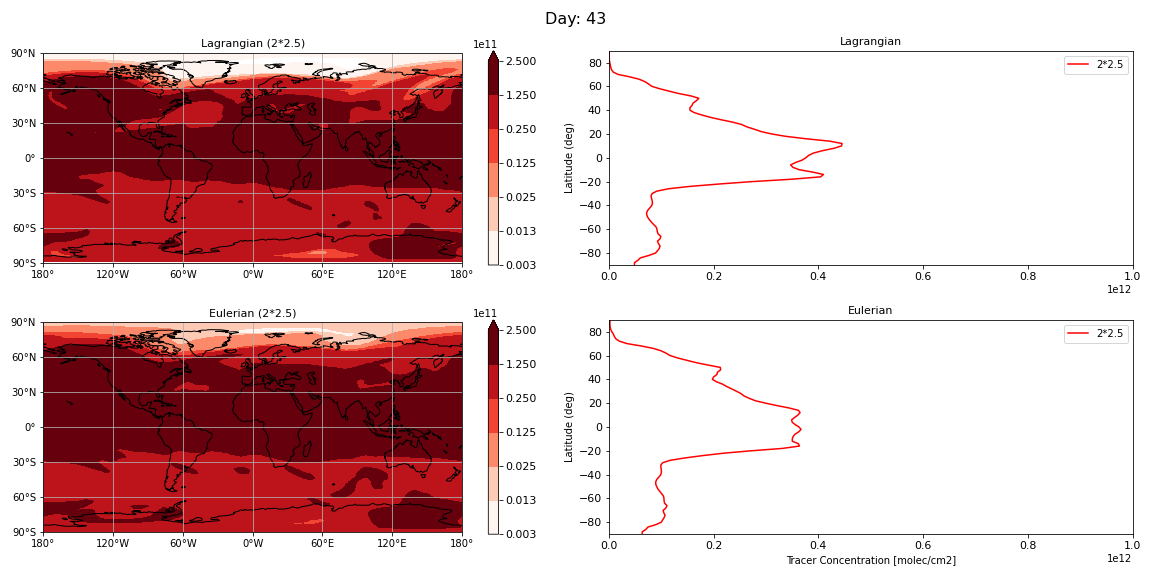 Day: 43
Lagrangian (2*2.5)
1e11
90°N
60°N
30°N
0°
30°S
60°S
90°S
180°
120°W
60°W
0°W
60°E
120°E
180°
2.500
1.250
0.250
0.125
0.025
0.013
0.003
Lagrangian
2*2.5
Latitude (deg)
80
60
40
20
0
−20
−40
−60
−80
0.0
0.2
0.4
0.6
0.8
1.0
1e12
Eulerian (2*2.5)
1e11
90°N
60°N
30°N
0°
30°S
60°S
90°S
180°
120°W
60°W
0°W
60°E
120°E
180°
2.500
1.250
0.250
0.125
0.025
0.013
0.003
Eulerian
2*2.5
Latitude (deg)
80
60
40
20
0
−20
−40
−60
−80
0.0
0.2
0.4
0.6
0.8
1.0
Tracer Concentration [molec/cm2]
1e12